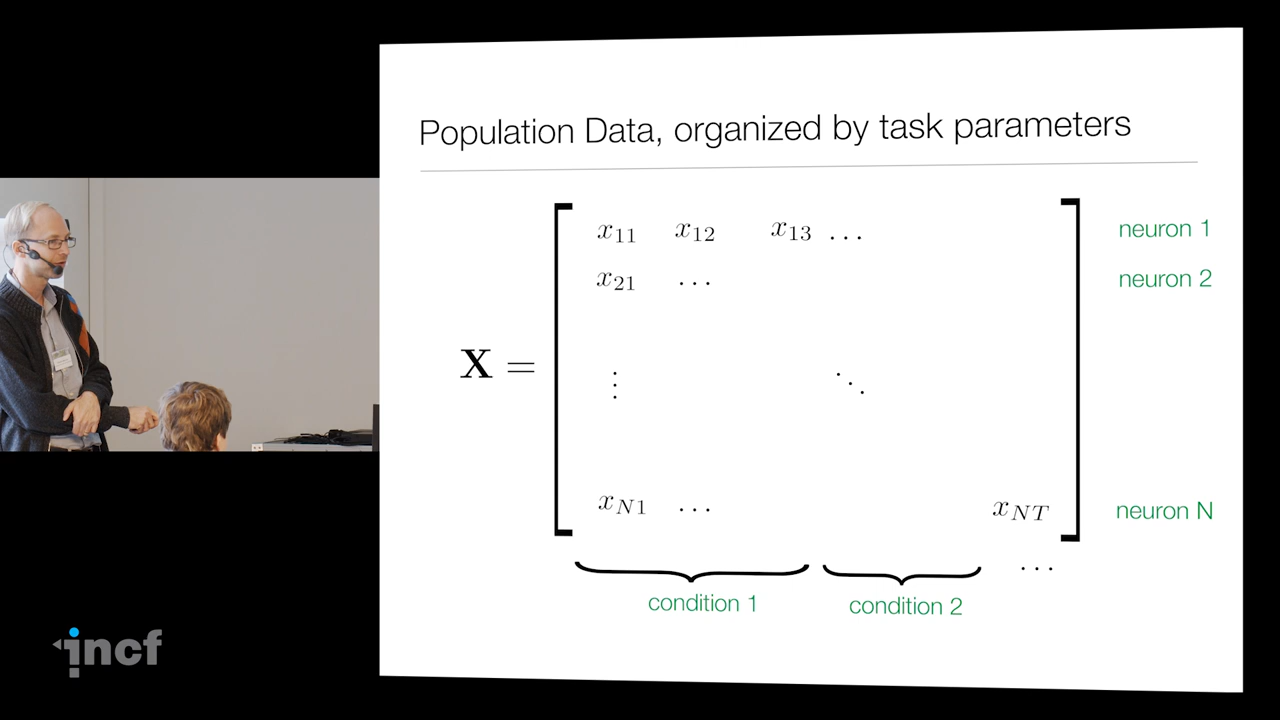 Population Data, organized by task parameters
x11 x12 x13 ... neuron 1
x21 ... neuron 2
X =
⋮ ⋱
xN1 ... xNT neuron N
...
condition 1 condition 2
incf